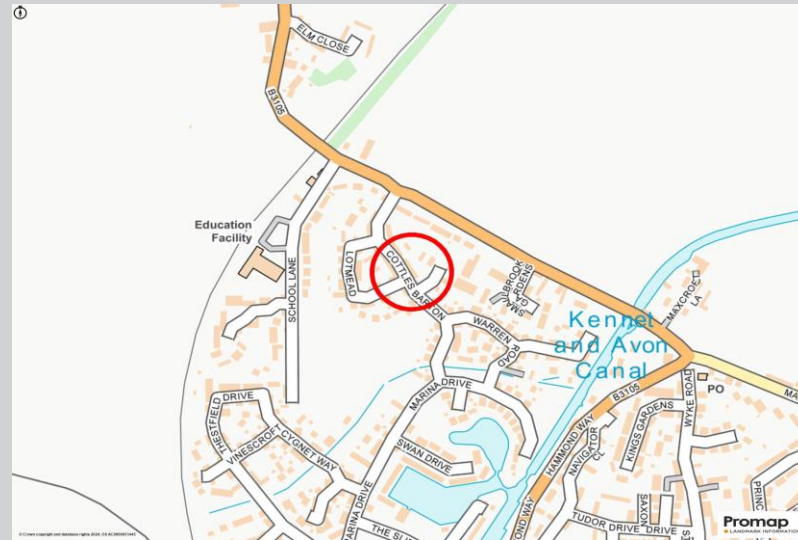 ELM CLOSE
B3105
Education
Facility
SCHOOL LANE
LOTMEAD
COTTLES BARTON
SMALLBROOK
GARDENS
MAXCROFT
LA
Kennet
and Avon
Canal
WARREN
ROAD
MARINA DRIVE
B3105
PO
WYKE ROAD
HAMMOND WAY
NAVIGATOR
CL
KINGS GARDENS
THESTFIELD DRIVE
VINESCROFT
CYGNET WAY
SWAN DRIVE
MARINA DRIVE
TUDOR DRIVE
DRIVE
SAXON
Promap
LANDMARK INFORMATION